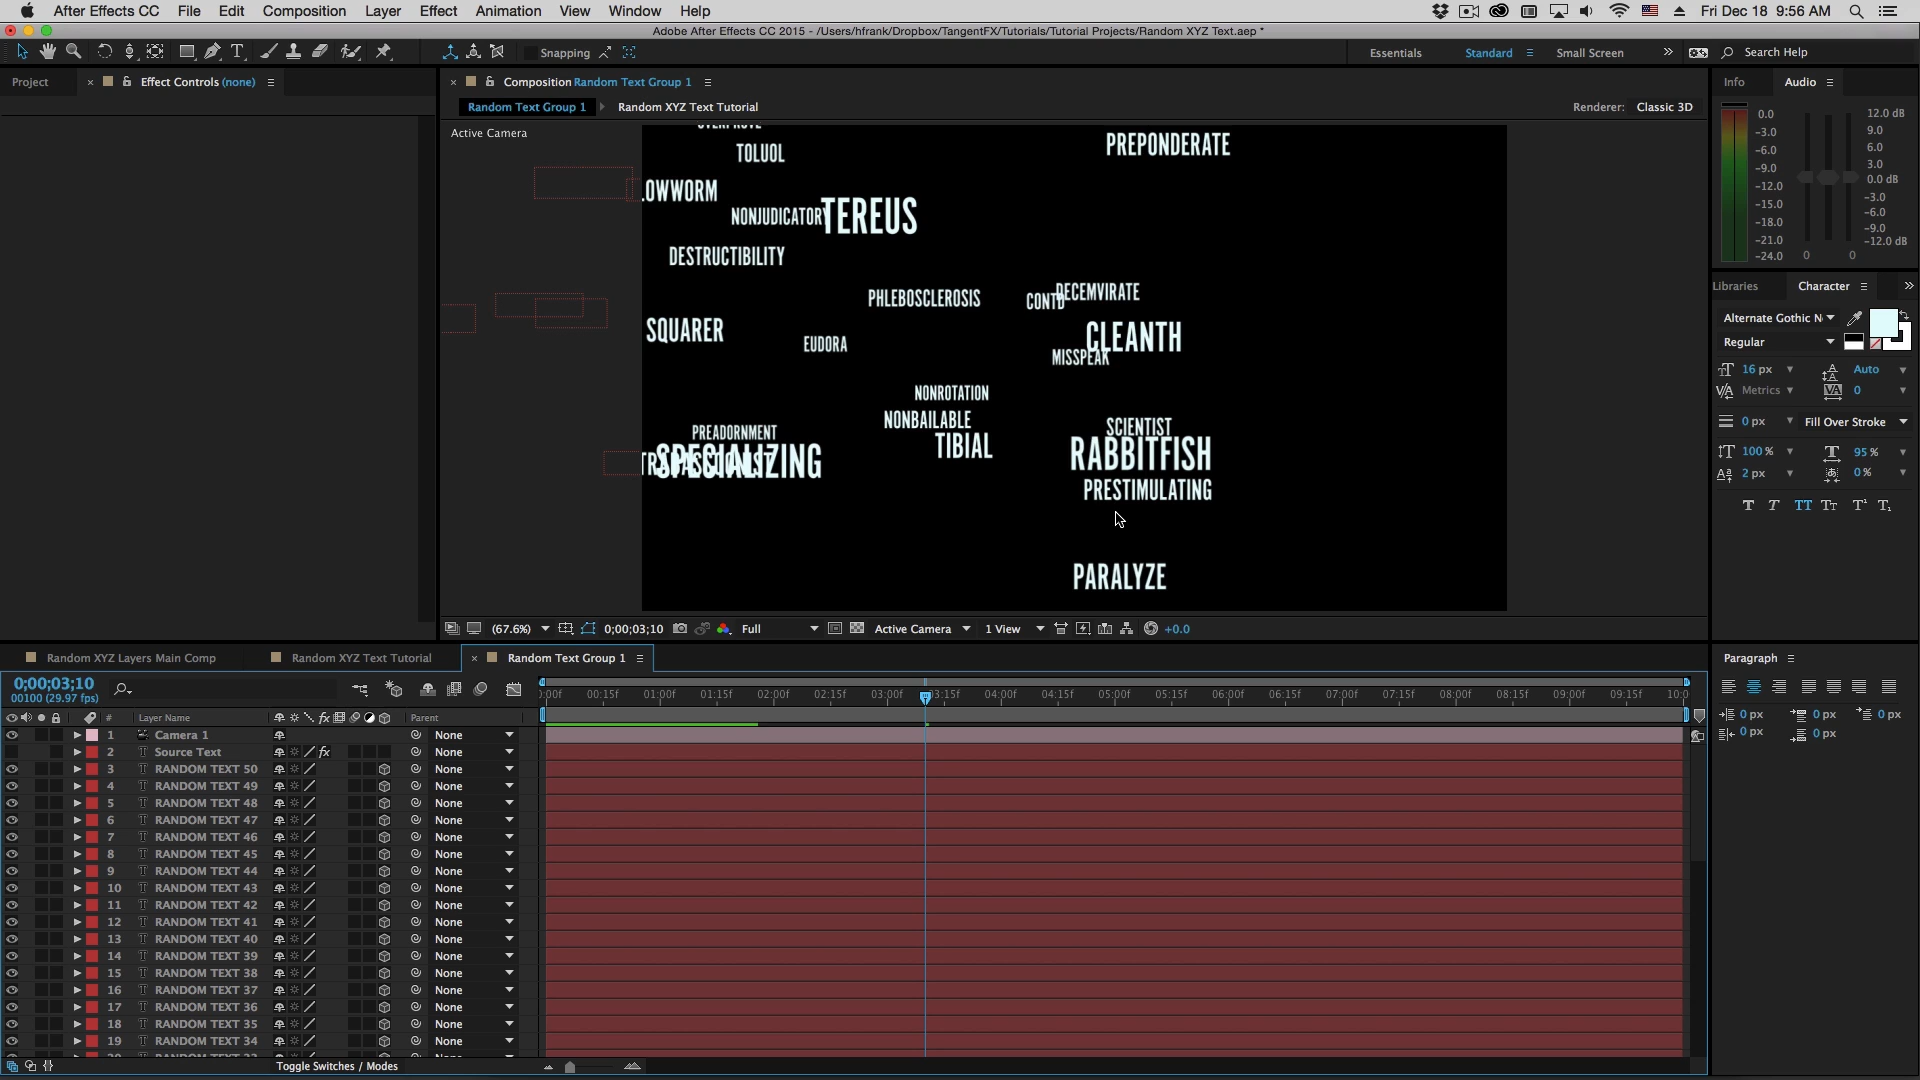 After Effects CC File Edit Composition Layer Effect Animation View Window Help Fri Dec 18 9:56 AM
Adobe After Effects CC 2015 - /Users/hfrank/Dropbox/TangentFX/Tutorials/Tutorial Projects/Random XYZ Text.aep *
Snapping Essentials Standard Small Screen » Search Help
Project × Effect Controls (none) × Composition Random Text Group 1 Info Audio
Random Text Group 1 Random XYZ Text Tutorial Renderer: Classic 3D
Active Camera
TOLUOL
PREPONDERATE
OWWORM
NONJUDICATORY
TEREUS
DESTRUCTIBILITY
PHLEBOSCLEROSIS
CONTD
DECEMVIRATE
SQUARER
EUDORA
CLEANTH
MISSPEAK
NONROTATION
NONBAILABLE
PREADORNMENT
TIBIAL
SCIENTIST
SPECIALIZING
RABBITFISH
PRESTIMULATING
PARALYZE
0.0
-3.0
-6.0
-9.0
-12.0
-15.0
-18.0
-21.0
-24.0
12.0 dB
9.0
6.0
3.0
0.0 dB
-3.0
-6.0
-9.0
-12.0 dB
0 0
Libraries Character »
Alternate Gothic N
Regular
16 px Auto
Metrics 0
0 px Fill Over Stroke
100 % 95 %
2 px 0 %
T T TT Tт T¹ T₁
(67.6%) 0;00;03;10 Full Active Camera 1 View +0.0
Random XYZ Layers Main Comp Random XYZ Text Tutorial × Random Text Group 1
Paragraph
0 px 0 px 0 px
0 px 0 px
0;00;03;10
00100 (29.97 fps)
:00f 00:15f 01:00f 01:15f 02:00f 02:15f 03:00f 03:15f 04:00f 04:15f 05:00f 05:15f 06:00f 06:15f 07:00f 07:15f 08:00f 08:15f 09:00f 09:15f 10:0
# Layer Name fx Parent
1 Camera 1 None
2 T Source Text fx None
3 T RANDOM TEXT 50 None
4 T RANDOM TEXT 49 None
5 T RANDOM TEXT 48 None
6 T RANDOM TEXT 47 None
7 T RANDOM TEXT 46 None
8 T RANDOM TEXT 45 None
9 T RANDOM TEXT 44 None
10 T RANDOM TEXT 43 None
11 T RANDOM TEXT 42 None
12 T RANDOM TEXT 41 None
13 T RANDOM TEXT 40 None
14 T RANDOM TEXT 39 None
15 T RANDOM TEXT 38 None
16 T RANDOM TEXT 37 None
17 T RANDOM TEXT 36 None
18 T RANDOM TEXT 35 None
19 T RANDOM TEXT 34 None
Toggle Switches / Modes